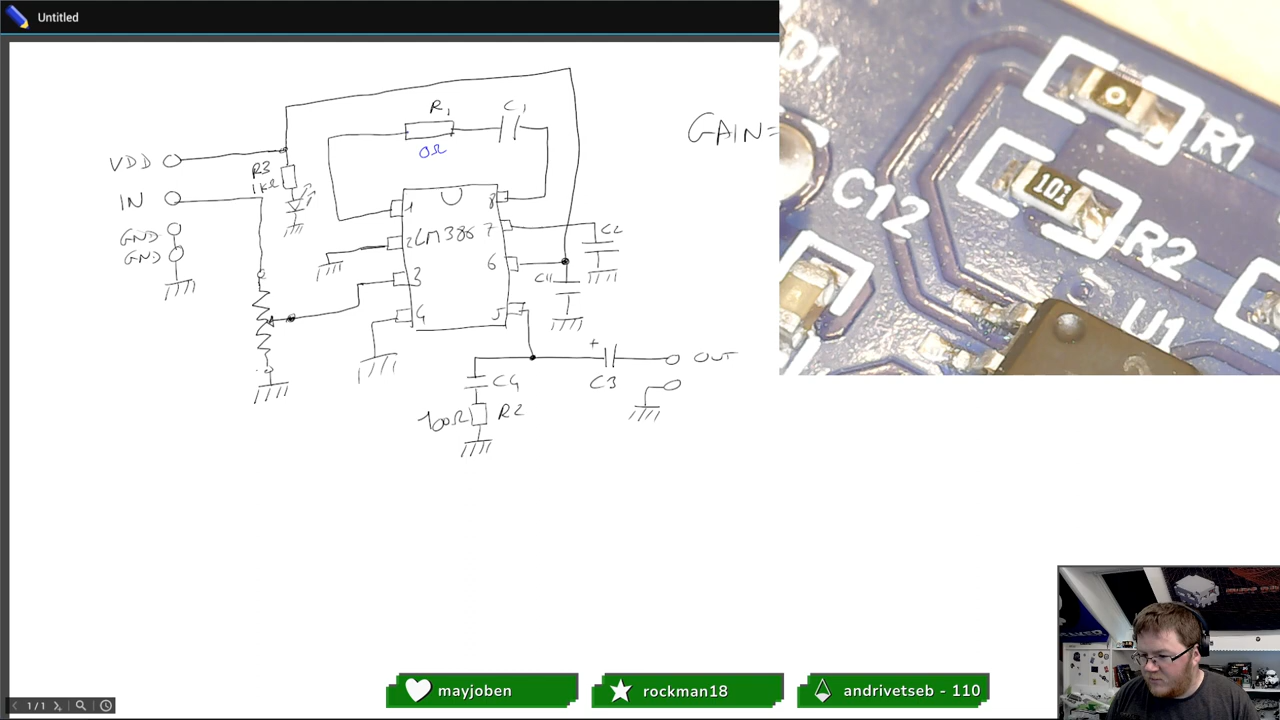 Untitled
R1
C1
0Ω
GAIN=
VDD
R3
1kΩ
IN
GND
GND
1
8
2
LM386
7
C2
6
3
C11
4
5
+
OUT
C4
C3
100Ω
R2
D1
0
R1
C12
101
R2
U1
1/1
mayjoben
rockman18
andrivetseb - 110